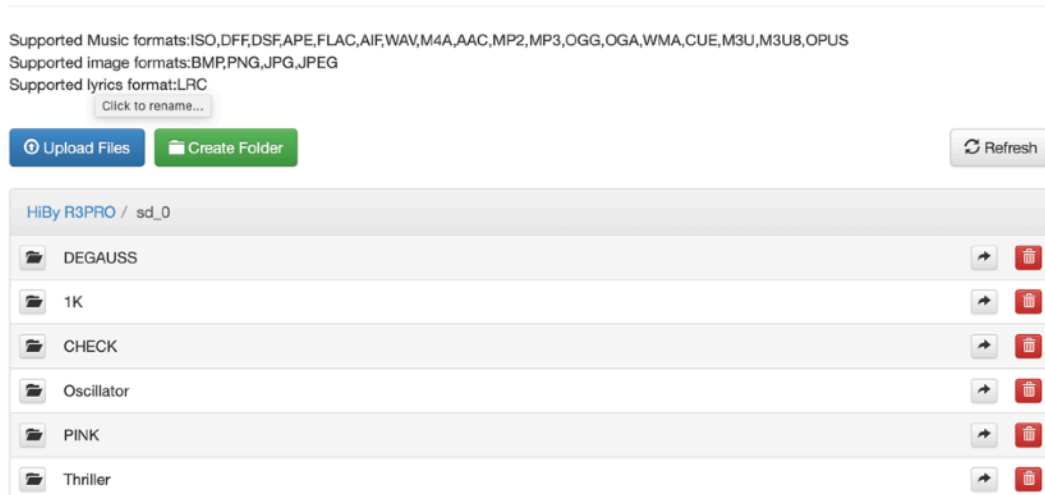 Supported Music formats:ISO,DFF,DSF,APE,FLAC,AIF,WAV,M4A,AAC,MP2,MP3,OGG,OGA,WMA,CUE,M3U,M3U8,OPUS
Supported image formats:BMP,PNG,JPG,JPEG
Supported lyrics format:LRC
Click to rename...
Upload Files Create Folder Refresh
HiBy R3PRO / sd_0
DEGAUSS
1K
CHECK
Oscillator
PINK
Thriller